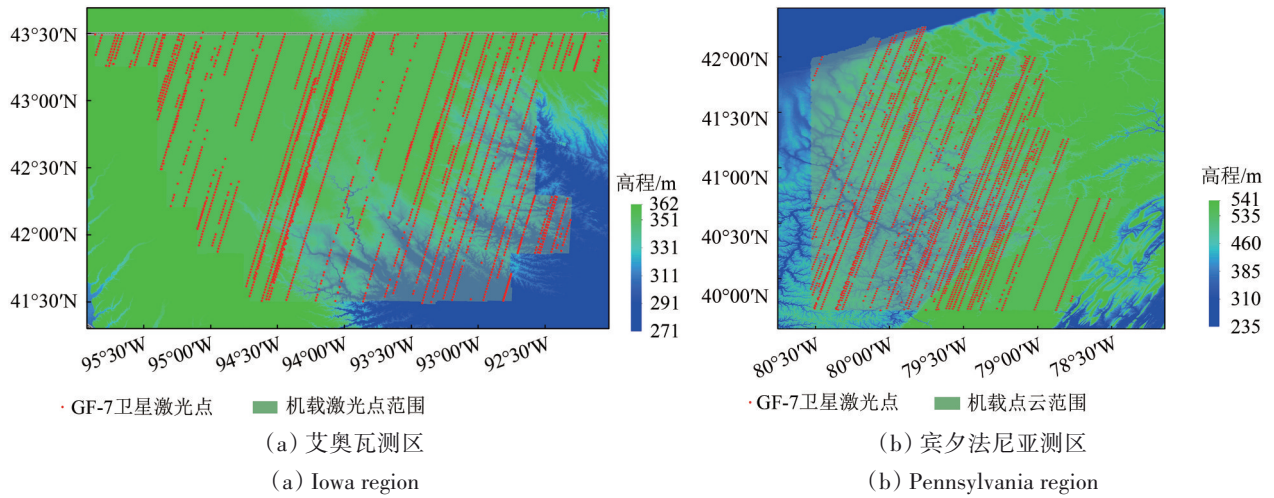 43°30′N
43°00′N
42°30′N
42°00′N
41°30′N
95°30′W
95°00′W
94°30′W
94°00′W
93°30′W
93°00′W
92°30′W
高程/m
362
351
331
311
291
271
· GF-7卫星激光点 机载激光点范围
(a) 艾奥瓦测区
(a) Iowa region
42°00′N
41°30′N
41°00′N
40°30′N
40°00′N
80°30′W
80°00′W
79°30′W
79°00′W
78°30′W
高程/m
541
535
460
385
310
235
· GF-7卫星激光点 机载点云范围
(b) 宾夕法尼亚测区
(b) Pennsylvania region